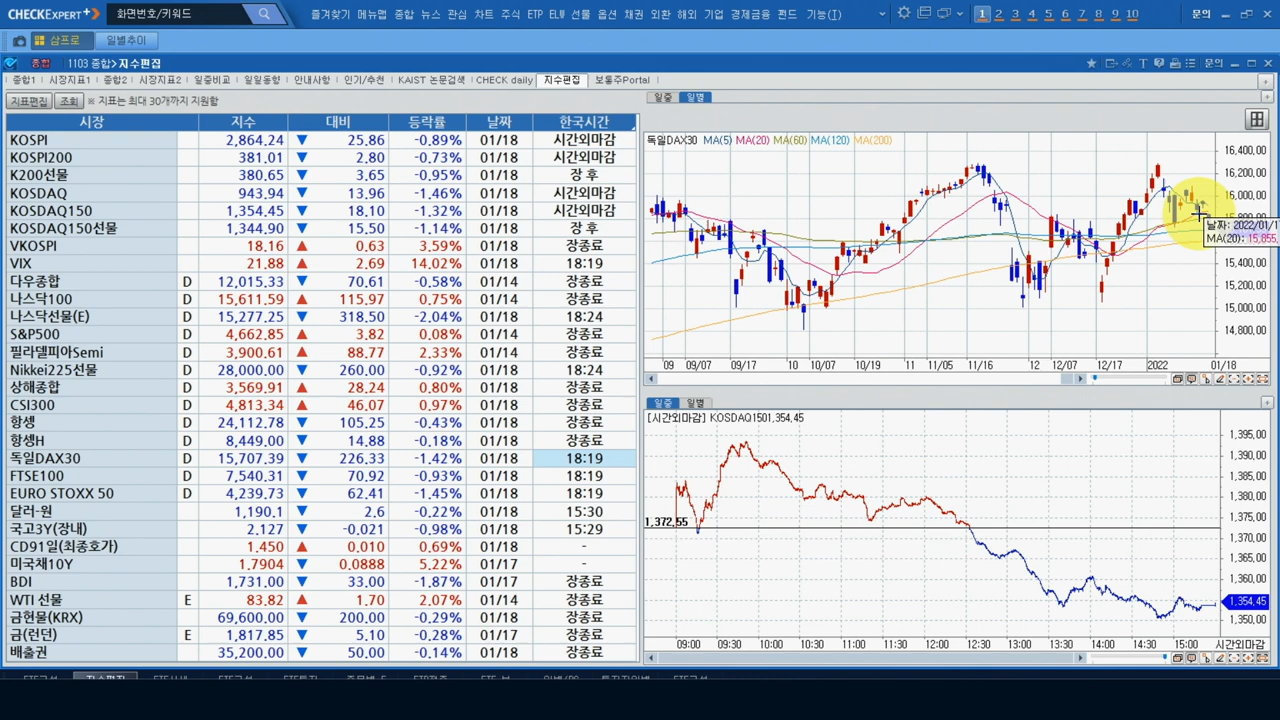 CHECKEXPERT+ 화면번호/키워드 즐겨찾기 메뉴맵 종합 뉴스 관심 차트 주식 ETP ELW 선물 옵션 채권 외환 해외 기업 경제금융 펀드 기능(I) 1 2 3 4 5 6 7 8 9 10 문의
삼프로 일별추이
종합 1103 종합>지수편집 문의
종합1 시장지표1 종합2 시장지표2 일중비교 일일동향 안내사항 인기/추천 KAIST 논문검색 CHECK daily 지수편집 보통주Portal
지표편집 조회 ※ 지표는 최대 30개까지 지원함
시장 지수 대비 등락률 날짜 한국시간
KOSPI 2,864.24 ▼ 25.86 -0.89% 01/18 시간외마감
KOSPI200 381.01 ▼ 2.80 -0.73% 01/18 시간외마감
K200선물 380.65 ▼ 3.65 -0.95% 01/18 장 후
KOSDAQ 943.94 ▼ 13.96 -1.46% 01/18 시간외마감
KOSDAQ150 1,354.45 ▼ 18.10 -1.32% 01/18 시간외마감
KOSDAQ150선물 1,344.90 ▼ 15.50 -1.14% 01/18 장 후
VKOSPI 18.16 ▲ 0.63 3.59% 01/18 장종료
VIX 21.88 ▲ 2.69 14.02% 01/18 18:19
다우종합 D 12,015.33 ▼ 70.61 -0.58% 01/14 장종료
나스닥100 D 15,611.59 ▲ 115.97 0.75% 01/14 장종료
나스닥선물(E) D 15,277.25 ▼ 318.50 -2.04% 01/18 18:24
S&P500 D 4,662.85 ▲ 3.82 0.08% 01/14 장종료
필라델피아Semi D 3,900.61 ▲ 88.77 2.33% 01/14 장종료
Nikkei225선물 D 28,000.00 ▼ 260.00 -0.92% 01/18 18:24
상해종합 D 3,569.91 ▲ 28.24 0.80% 01/18 장종료
CSI300 D 4,813.34 ▲ 46.07 0.97% 01/18 장종료
항셍 D 24,112.78 ▼ 105.25 -0.43% 01/18 장종료
항셍H D 8,449.00 ▼ 14.88 -0.18% 01/18 장종료
독일DAX30 D 15,707.39 ▼ 226.33 -1.42% 01/18 18:19
FTSE100 D 7,540.31 ▼ 70.92 -0.93% 01/18 18:19
EURO STOXX 50 D 4,239.73 ▼ 62.41 -1.45% 01/18 18:19
달러-원 1,190.1 ▼ 2.6 -0.22% 01/18 15:30
국고3Y(장내) 2.127 ▼ -0.021 -0.98% 01/18 15:29
CD91일(최종호가) 1.450 ▲ 0.010 0.69% 01/18 -
미국채10Y 1.7904 ▼ 0.0888 5.22% 01/17 -
BDI 1,731.00 ▼ 33.00 -1.87% 01/17 장종료
WTI 선물 E 83.82 ▲ 1.70 2.07% 01/14 장종료
금현물(KRX) 69,600.00 ▼ 200.00 -0.29% 01/18 장종료
금(런던) E 1,817.85 ▼ 5.10 -0.28% 01/17 장종료
배출권 35,200.00 ▼ 50.00 -0.14% 01/18 장종료
일중 일별
독일DAX30 MA(5) MA(20) MA(60) MA(120) MA(200)
16,400.00
16,200.00
16,000.00
날짜: 2022/01/1
MA(20): 15,855.
15,400.00
15,200.00
15,000.00
14,800.00
09 09/07 09/17 10 10/07 10/19 11 11/16 12 12/07 12/17 2022 01/18
일중 일별
[시간외마감] KOSDAQ1501,354.45
1,395.00
1,390.00
1,385.00
1,380.00
1,375.00
1,372.55
1,370.00
1,365.00
1,360.00
1,354.45
1,350.00
09:00 09:30 10:00 10:30 11:00 11:30 12:00 12:30 13:00 13:30 14:00 14:30 15:00 시간외마감